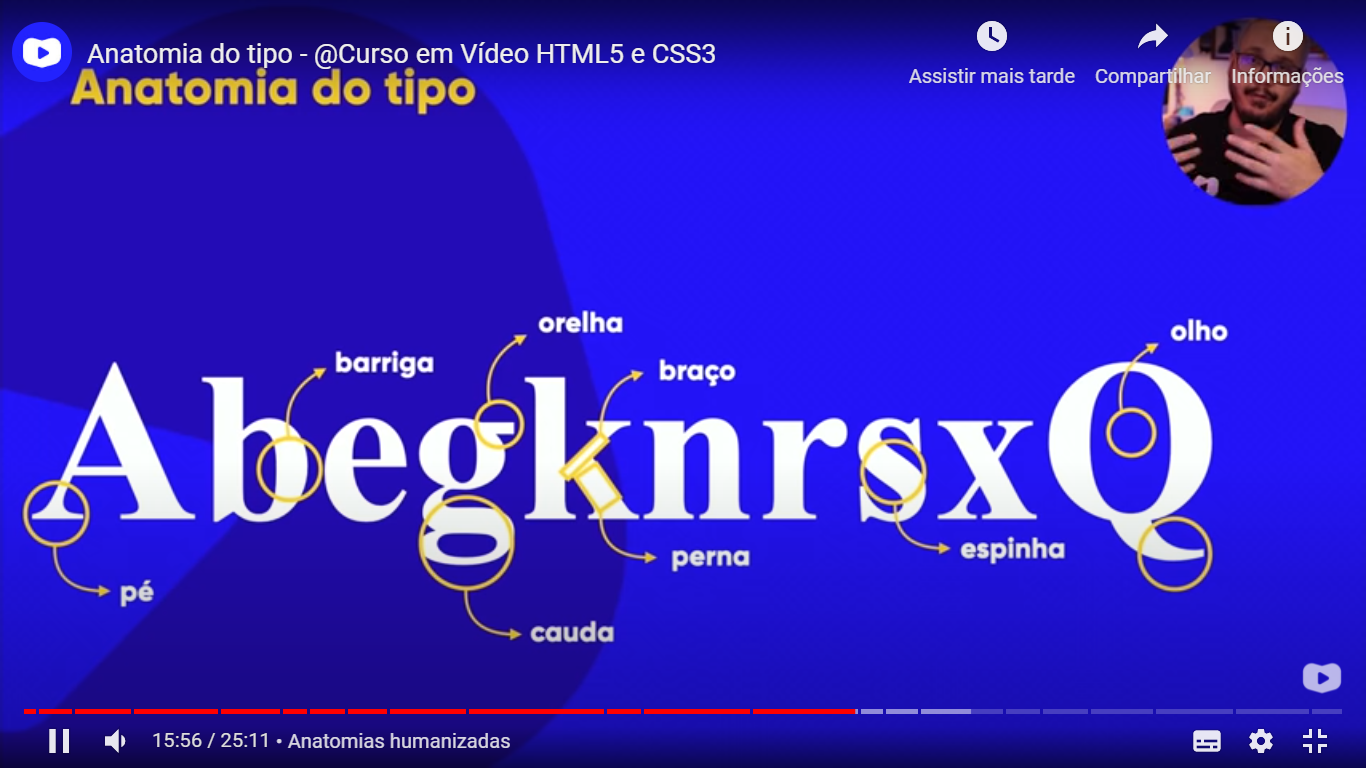 Anatomia do tipo - @Curso em Vídeo HTML5 e CSS3
Assistir mais tarde
Compartilhar
Informações
Anatomia do tipo
orelha
olho
barriga
braço
AbegknrsxQ
espinha
perna
pé
cauda
15:56 / 25:11 • Anatomias humanizadas